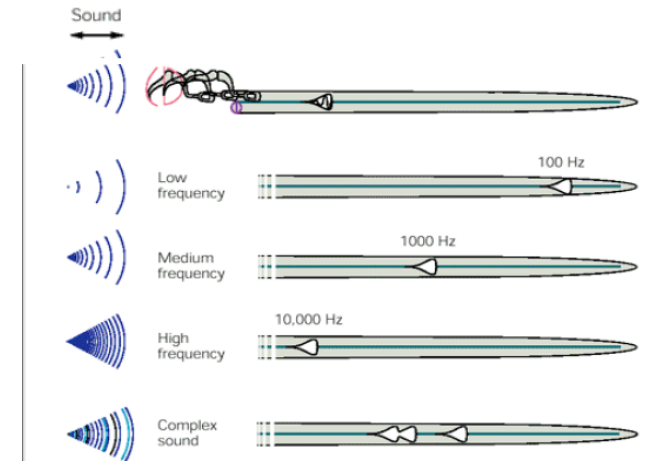 Sound
100 Hz
Low
frequency
1000 Hz
Medium
frequency
10,000 Hz
High
frequency
Complex
sound